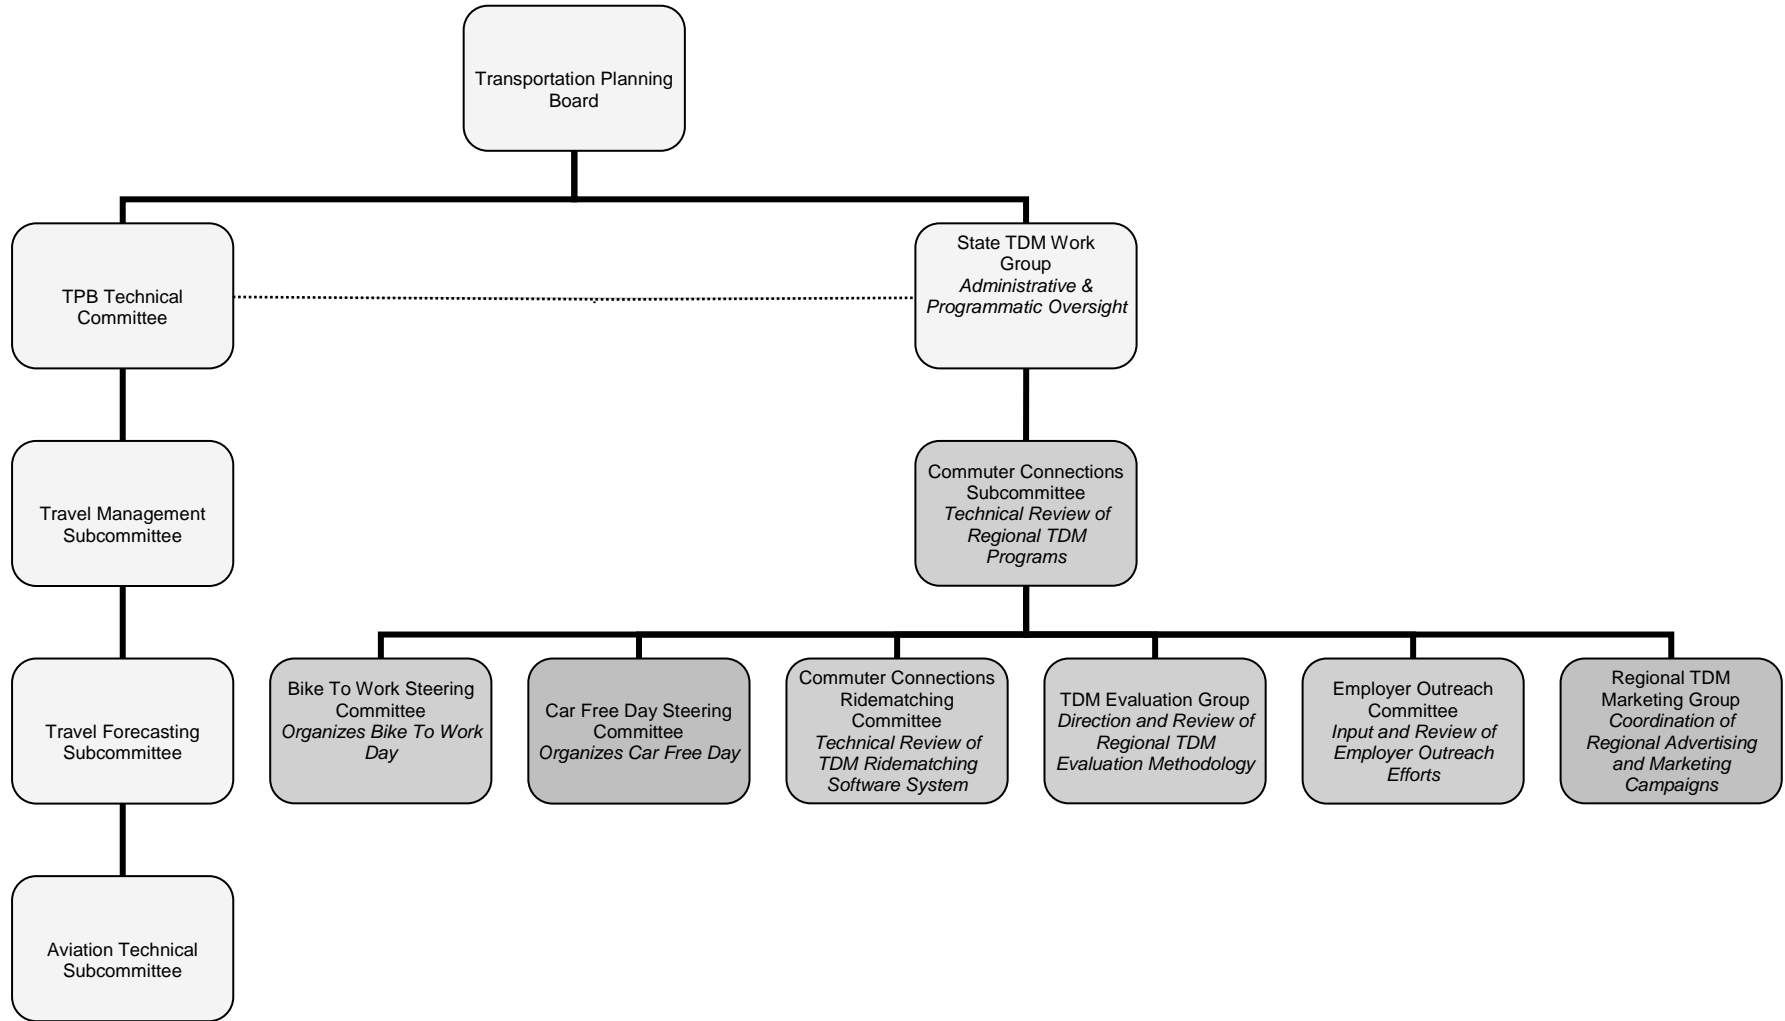 Transportation Planning
Board
TPB Technical
Committee
State TDM Work
Group
Administrative &
Programmatic Oversight
Travel Management
Subcommittee
Commuter Connections
Subcommittee
Technical Review of
Regional TDM
Programs
Travel Forecasting
Subcommittee
Bike To Work Steering
Committee
Organizes Bike To Work
Day
Car Free Day Steering
Committee
Organizes Car Free Day
Commuter Connections
Ridematching
Committee
Technical Review of
TDM Ridematching
Software System
TDM Evaluation Group
Direction and Review of
Regional TDM
Evaluation Methodology
Employer Outreach
Committee
Input and Review of
Employer Outreach
Efforts
Regional TDM
Marketing Group
Coordination of
Regional Advertising
and Marketing
Campaigns
Aviation Technical
Subcommittee